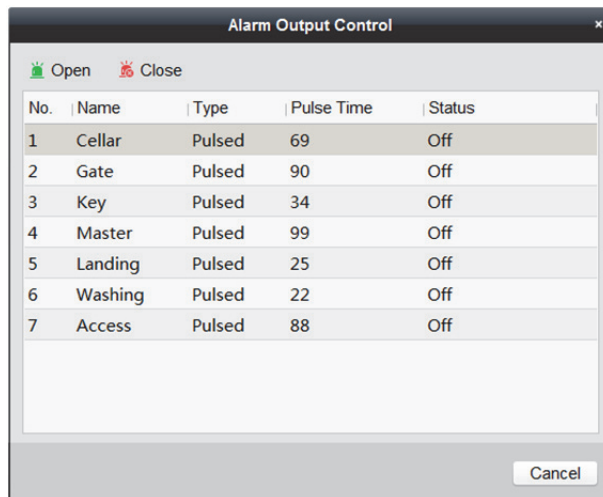 Alarm Output Control ×
Open Close
No. Name Type Pulse Time Status
1 Cellar Pulsed 69 Off
2 Gate Pulsed 90 Off
3 Key Pulsed 34 Off
4 Master Pulsed 99 Off
5 Landing Pulsed 25 Off
6 Washing Pulsed 22 Off
7 Access Pulsed 88 Off
Cancel